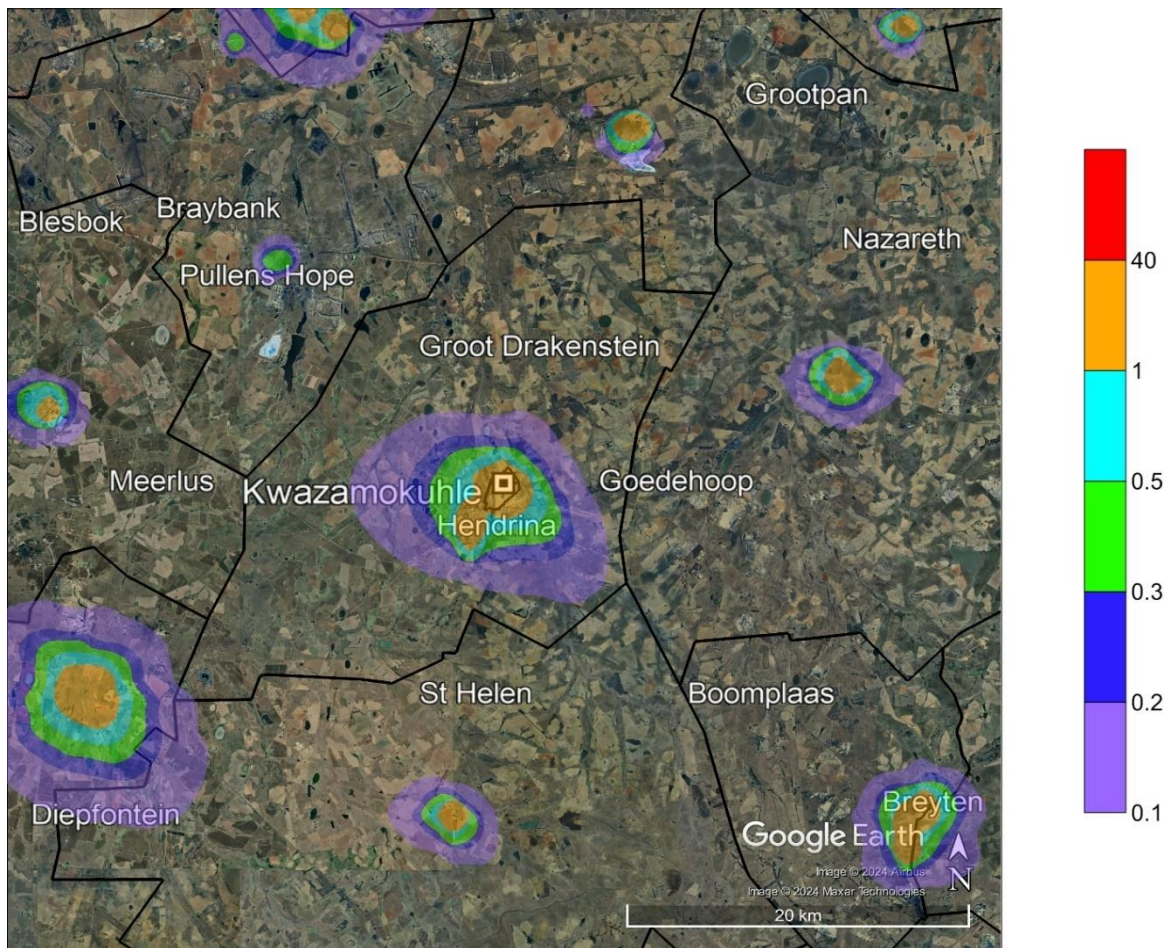 Grootpan
Blesbok
Braybank
Nazareth
Pullens Hope
Groot Drakenstein
Meerlus
Kwazamokuhle
Goedehoop
Hendrina
St Helen
Boomplaas
Diepfontein
Breyten
Google Earth
Image © 2024 Airbus
Image © 2024 Maxar Technologies
N
20 km
40
1
0.5
0.3
0.2
0.1